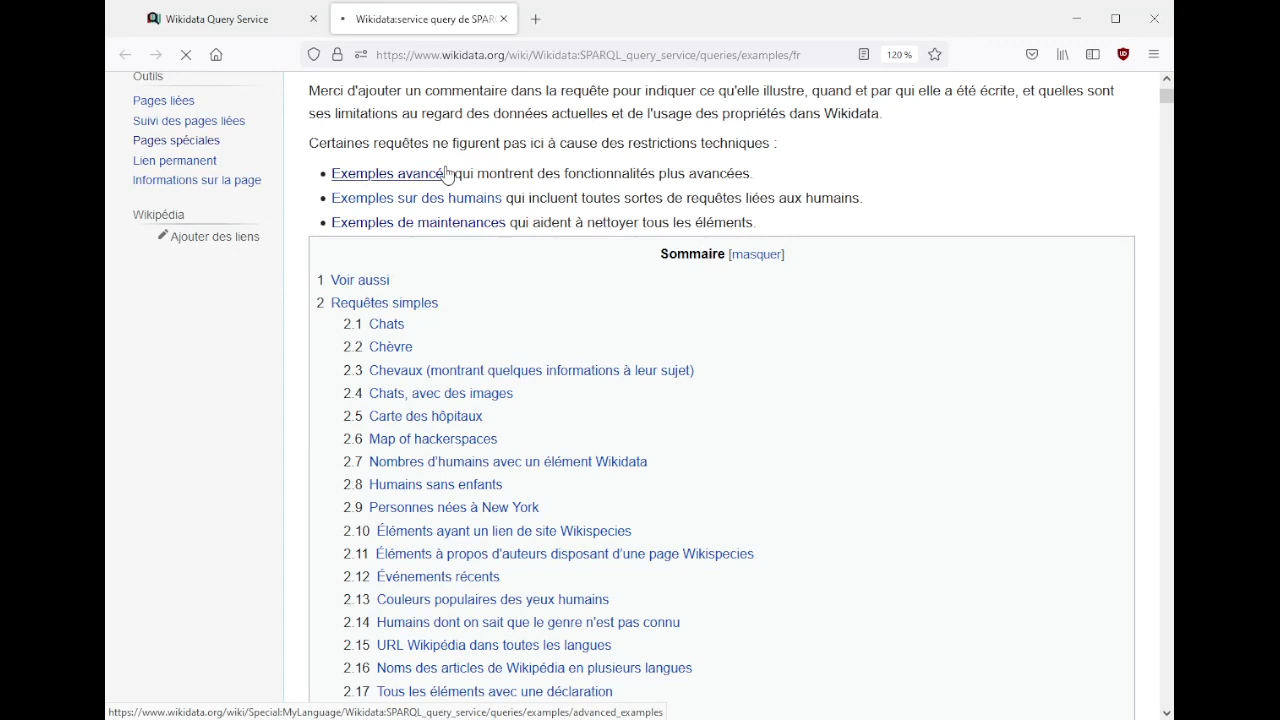 Wikidata Query Service
Wikidata:service query de SPAR
https://www.wikidata.org/wiki/Wikidata:SPARQL_query_service/queries/examples/fr
120 %
Outils
Pages liées
Suivi des pages liées
Pages spéciales
Lien permanent
Informations sur la page
Wikipédia
Ajouter des liens
Merci d'ajouter un commentaire dans la requête pour indiquer ce qu'elle illustre, quand et par qui elle a été écrite, et quelles sont
ses limitations au regard des données actuelles et de l'usage des propriétés dans Wikidata.
Certaines requêtes ne figurent pas ici à cause des restrictions techniques :
• Exemples avancé qui montrent des fonctionnalités plus avancées.
• Exemples sur des humains qui incluent toutes sortes de requêtes liées aux humains.
• Exemples de maintenances qui aident à nettoyer tous les éléments.
Sommaire [masquer]
1 Voir aussi
2 Requêtes simples
2.1 Chats
2.2 Chèvre
2.3 Chevaux (montrant quelques informations à leur sujet)
2.4 Chats, avec des images
2.5 Carte des hôpitaux
2.6 Map of hackerspaces
2.7 Nombres d'humains avec un élément Wikidata
2.8 Humains sans enfants
2.9 Personnes nées à New York
2.10 Éléments ayant un lien de site Wikispecies
2.11 Éléments à propos d'auteurs disposant d'une page Wikispecies
2.12 Événements récents
2.13 Couleurs populaires des yeux humains
2.14 Humains dont on sait que le genre n'est pas connu
2.15 URL Wikipédia dans toutes les langues
2.16 Noms des articles de Wikipédia en plusieurs langues
2.17 Tous les éléments avec une déclaration
https://www.wikidata.org/wiki/Special:MyLanguage/Wikidata:SPARQL_query_service/queries/examples/advanced_examples